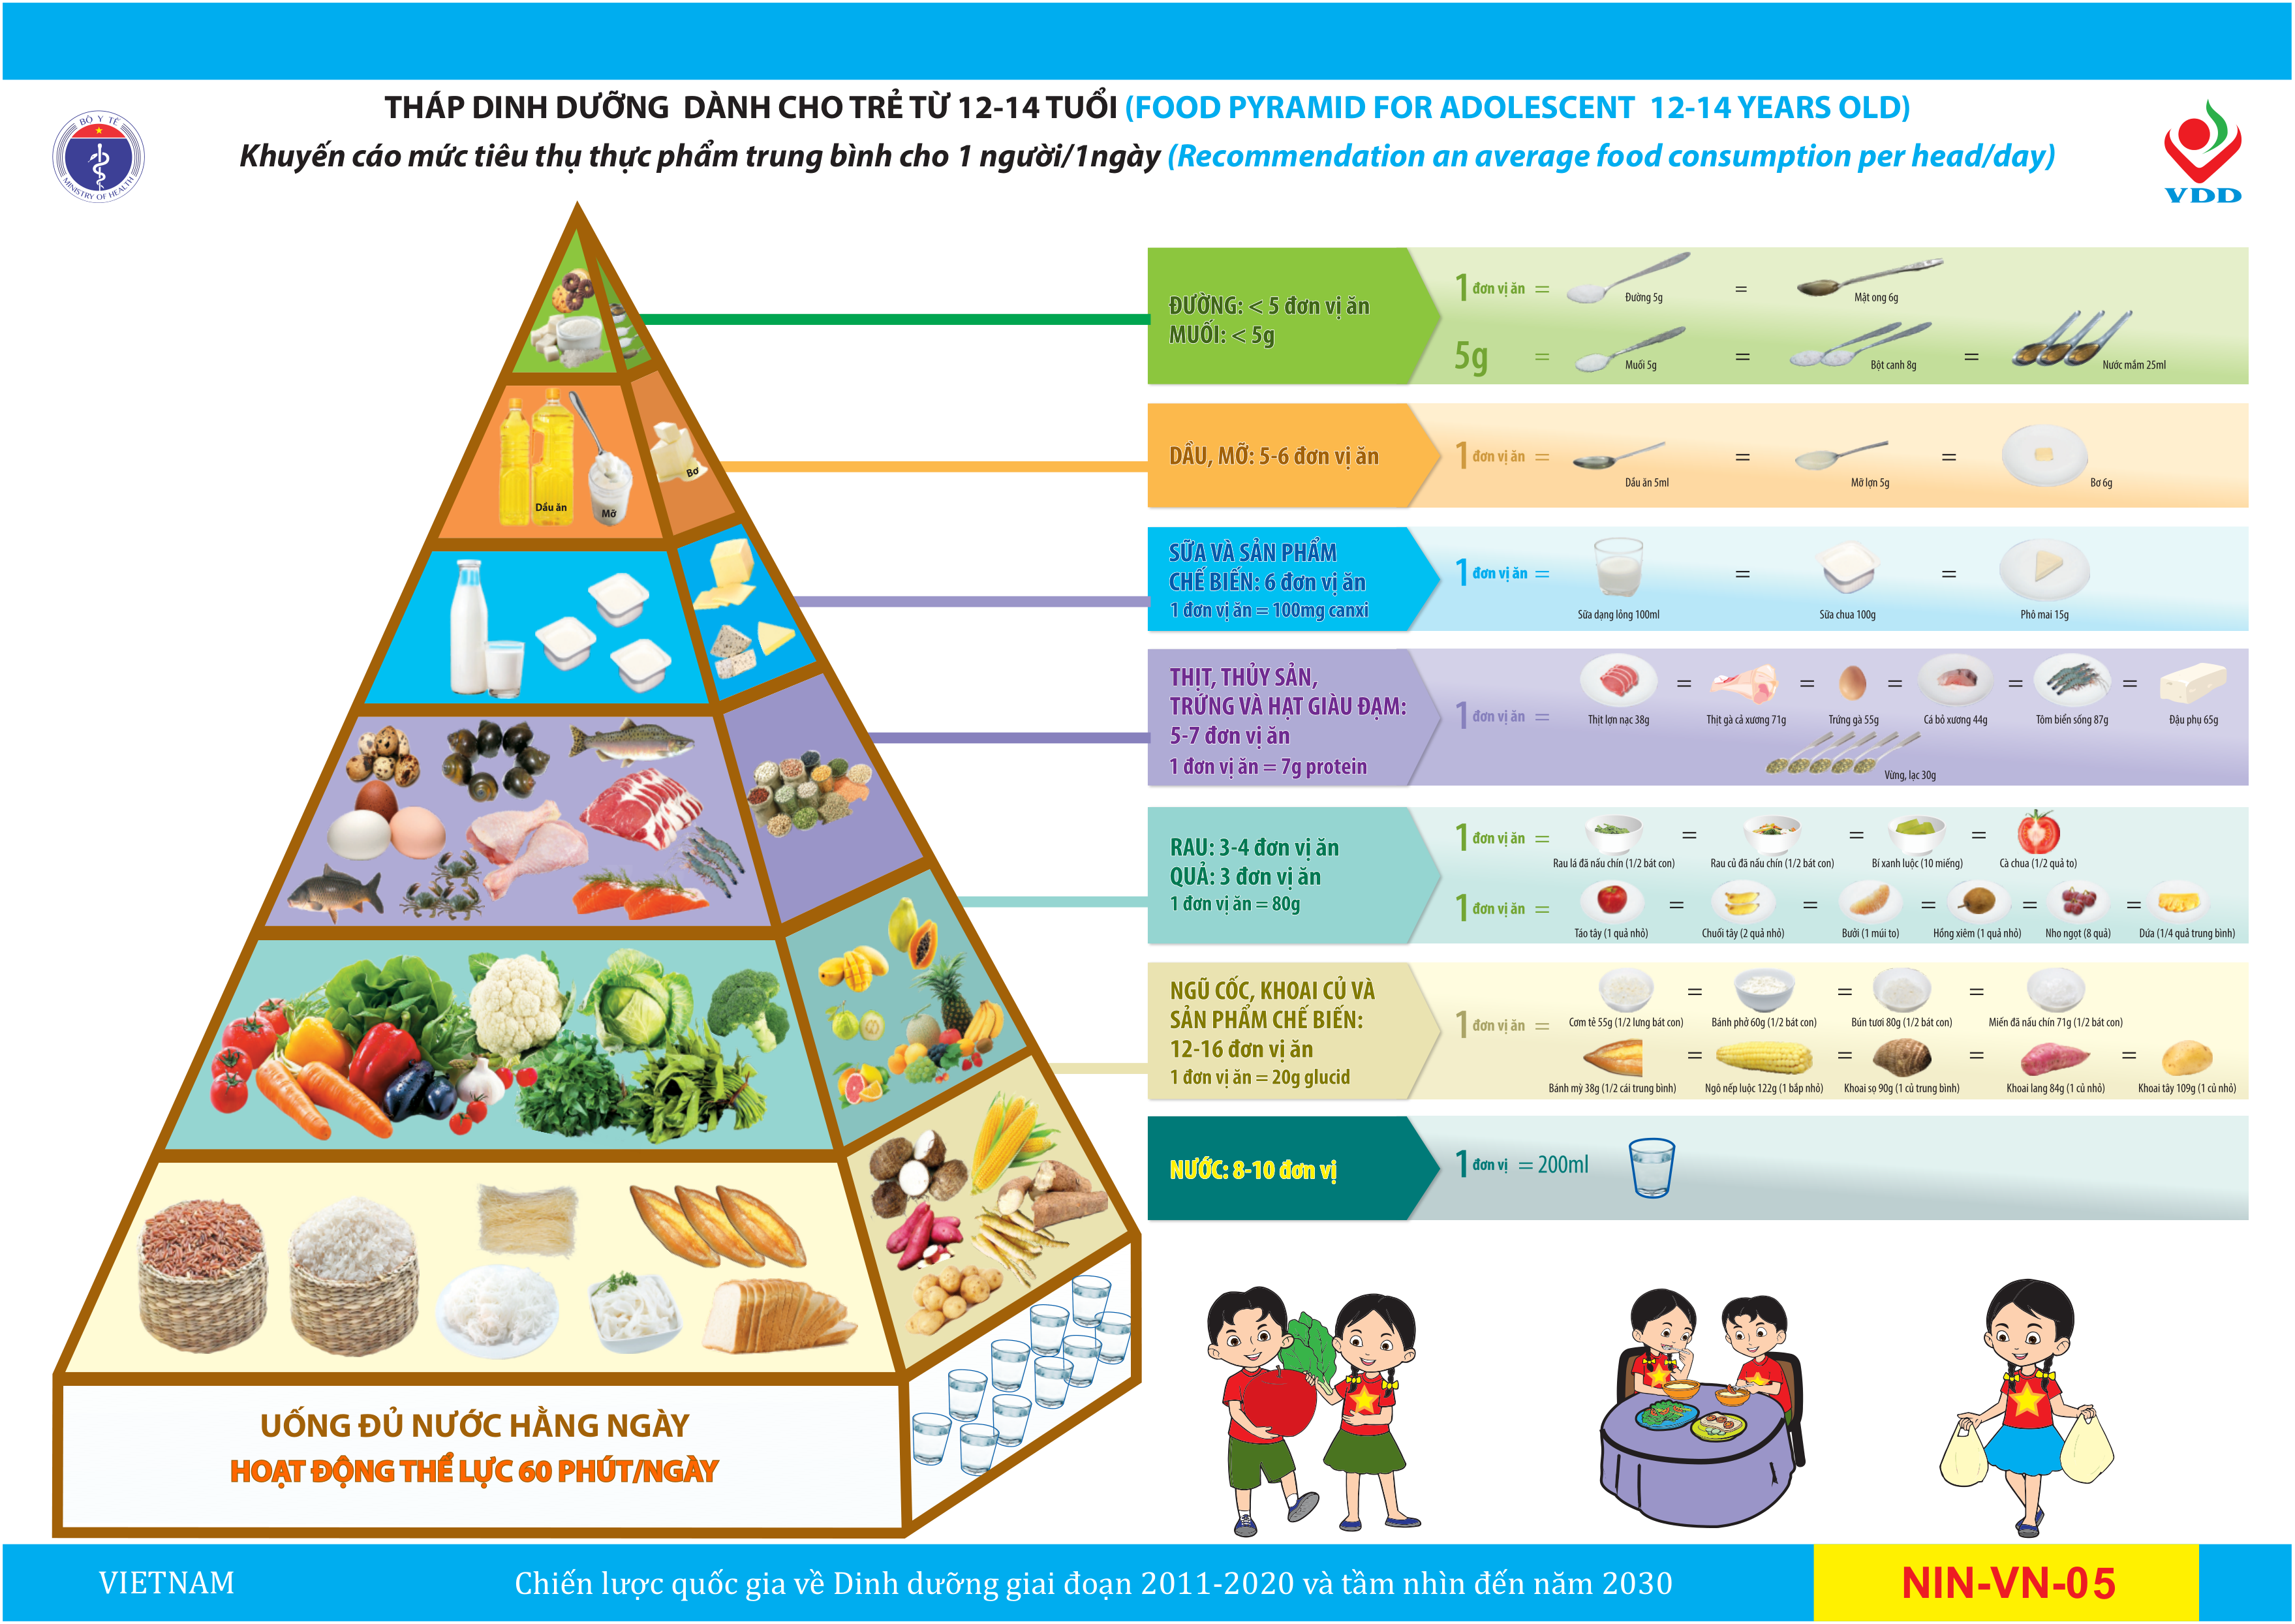 THÁP DINH DƯỠNG DÀNH CHO TRẺ TỪ 12-14 TUỔI (FOOD PYRAMID FOR ADOLESCENT 12-14 YEARS OLD)
Khuyến cáo mức tiêu thụ thực phẩm trung bình cho 1 người/1ngày (Recommendation an average food consumption per head/day)
BỘ Y TẾ
MINISTRY OF HEALTH
VDD
ĐƯỜNG: < 5 đơn vị ăn
MUỐI: < 5g
1 đơn vị ăn = Đường 5g = Mật ong 6g
5g = Muối 5g = Bột canh 8g = Nước mắm 25ml
Dầu ăn
Mỡ
Bơ
DẦU, MỠ: 5-6 đơn vị ăn
1 đơn vị ăn = Dầu ăn 5ml = Mỡ lợn 5g = Bơ 6g
SỮA VÀ SẢN PHẨM
CHẾ BIẾN: 6 đơn vị ăn
1 đơn vị ăn = 100mg canxi
1 đơn vị ăn = Sữa dạng lỏng 100ml = Sữa chua 100g = Phô mai 15g
THỊT, THỦY SẢN,
TRỨNG VÀ HẠT GIÀU ĐẠM:
5-7 đơn vị ăn
1 đơn vị ăn = 7g protein
1 đơn vị ăn = Thịt lợn nạc 38g = Thịt gà cả xương 71g = Trứng gà 55g = Cá bỏ xương 44g = Tôm biển sống 87g = Đậu phụ 65g
Vừng, lạc 30g
RAU: 3-4 đơn vị ăn
QUẢ: 3 đơn vị ăn
1 đơn vị ăn = 80g
1 đơn vị ăn = Rau lá đã nấu chín (1/2 bát con) = Rau củ đã nấu chín (1/2 bát con) = Bí xanh luộc (10 miếng) = Cà chua (1/2 quả to)
1 đơn vị ăn = Táo tây (1 quả nhỏ) = Chuối tây (2 quả nhỏ) = Bưởi (1 múi to) = Hồng xiêm (1 quả nhỏ) = Nho ngọt (8 quả) = Dứa (1/4 quả trung bình)
NGŨ CỐC, KHOAI CỦ VÀ
SẢN PHẨM CHẾ BIẾN:
12-16 đơn vị ăn
1 đơn vị ăn = 20g glucid
1 đơn vị ăn = Cơm tẻ 55g (1/2 lưng bát con) = Bánh phở 60g (1/2 bát con) = Bún tươi 80g (1/2 bát con) = Miến đã nấu chín 71g (1/2 bát con)
Bánh mỳ 38g (1/2 cái trung bình) = Ngô nếp luộc 122g (1 bắp nhỏ) = Khoai sọ 90g (1 củ trung bình) = Khoai lang 84g (1 củ nhỏ) = Khoai tây 109g (1 củ nhỏ)
NƯỚC: 8-10 đơn vị
1 đơn vị = 200ml
UỐNG ĐỦ NƯỚC HẰNG NGÀY
HOẠT ĐỘNG THỂ LỰC 60 PHÚT/NGÀY
VIETNAM
Chiến lược quốc gia về Dinh dưỡng giai đoạn 2011-2020 và tầm nhìn đến năm 2030
NIN-VN-05